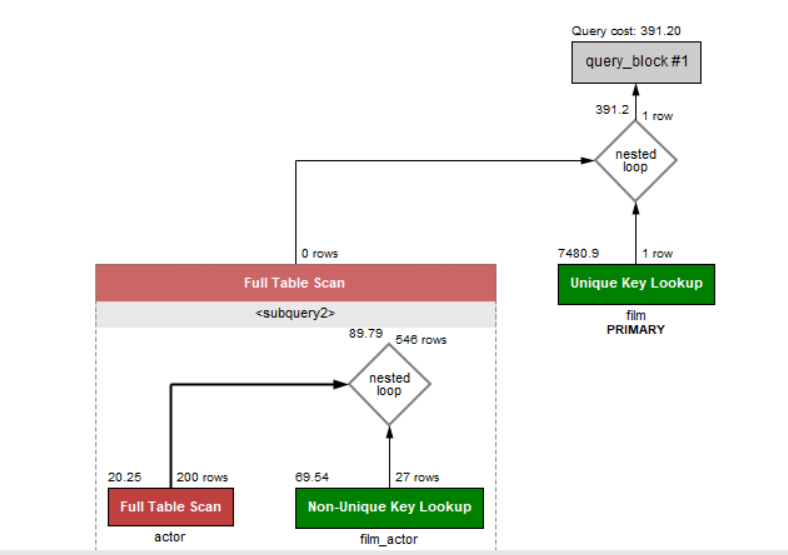 Query cost: 391.20
query_block #1
391.2
1 row
nested
loop
0 rows
7480.9
1 row
Full Table Scan
Unique Key Lookup
<subquery2>
film
PRIMARY
89.79
546 rows
nested
loop
20.25
200 rows
69.54
27 rows
Full Table Scan
Non-Unique Key Lookup
actor
film_actor